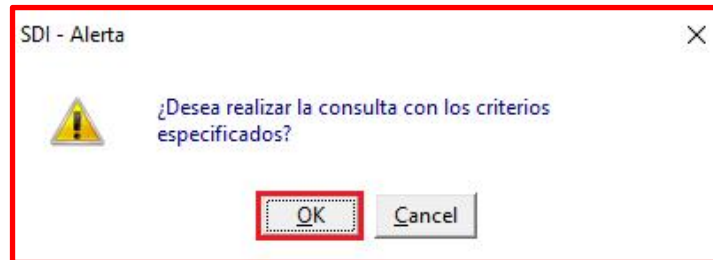 SDI - Alerta
¿Desea realizar la consulta con los criterios
especificados?
OK
Cancel